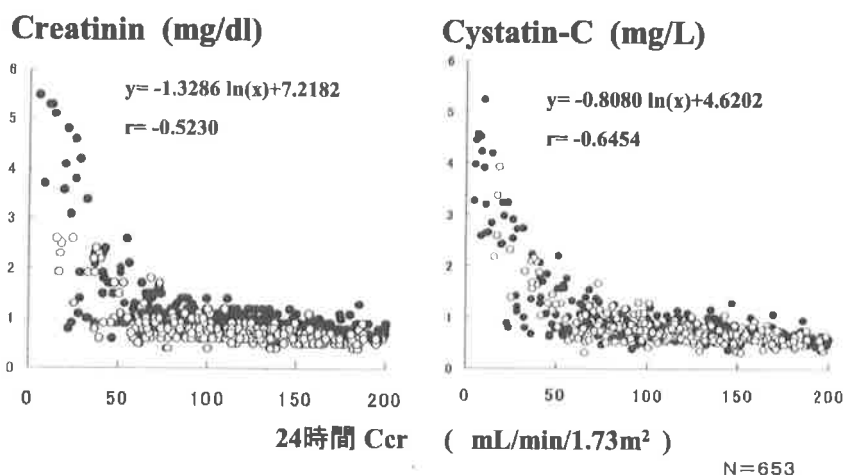 Creatinin (mg/dl)
y= -1.3286 ln(x)+7.2182
r= -0.5230
6
5
4
3
2
1
0
0 50 100 150 200
Cystatin-C (mg/L)
y= -0.8080 ln(x)+4.6202
r= -0.6454
6
5
4
3
2
1
0
0 50 100 150 200
24時間 Ccr ( mL/min/1.73m² )
N=653